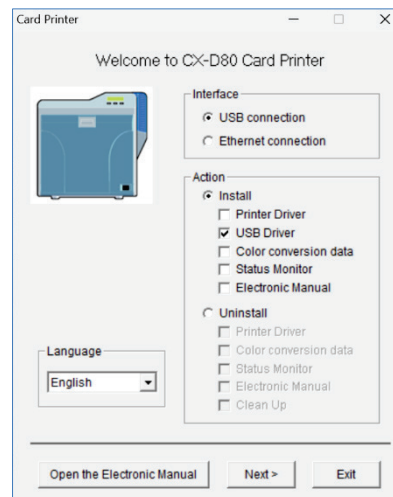 Card Printer
Welcome to CX-D80 Card Printer
Interface
USB connection
Ethernet connection
Action
Install
Printer Driver
USB Driver
Color conversion data
Status Monitor
Electronic Manual
Uninstall
Printer Driver
Color conversion data
Status Monitor
Electronic Manual
Clean Up
Language
English
Open the Electronic Manual
Next >
Exit